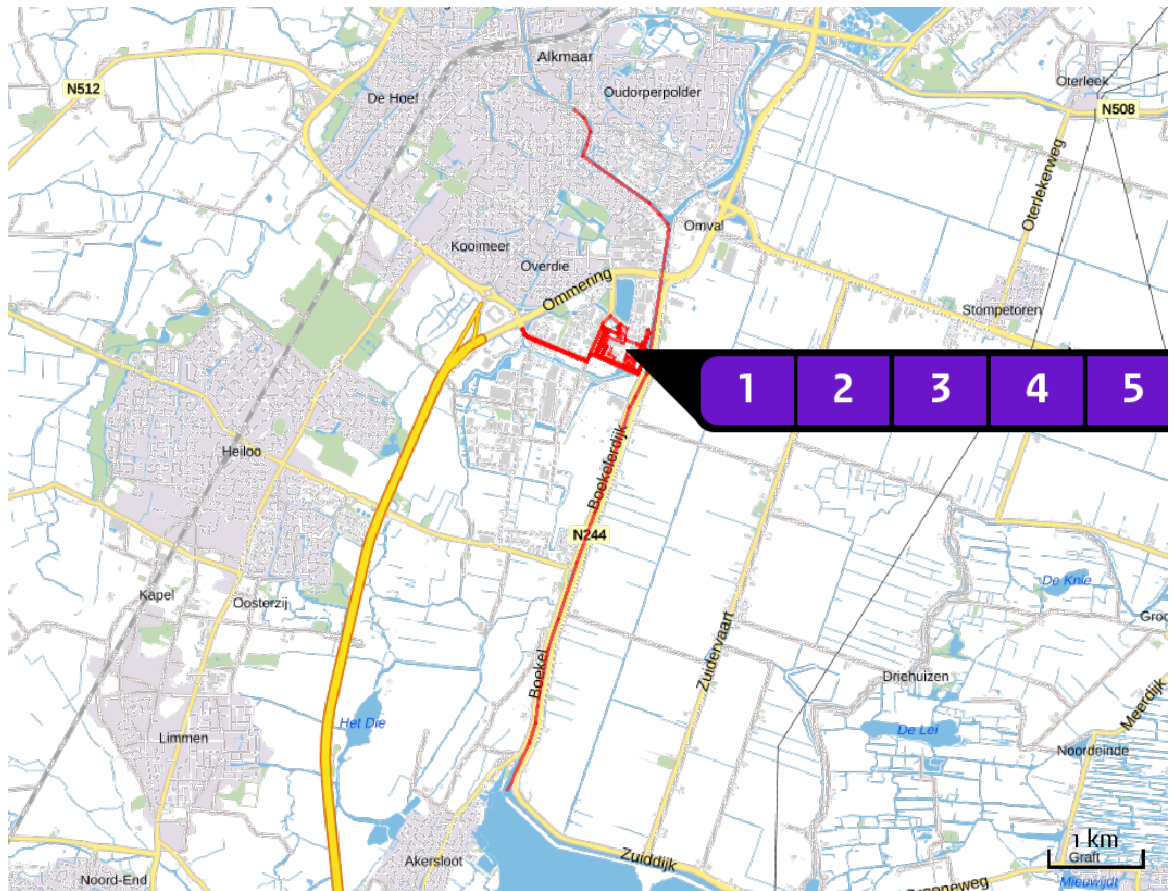 Alkmaar
Oudorperpolder
Oterleek
N512
De Hoef
N508
Oterlekerweg
Omval
Kooimeer
Overdie
Ommering
Stompetoren
1 2 3 4 5
Heiloo
Boekelerdijk
N244
De Knie
Kapel
Oosterzij
Groo
Zuidervaart
Boekel
Driehuizen
Meerdijk
Het Die
De Lei
Limmen
Noordeinde
1 km
Graft
Akersloot
Zuiddijk
Noord-End